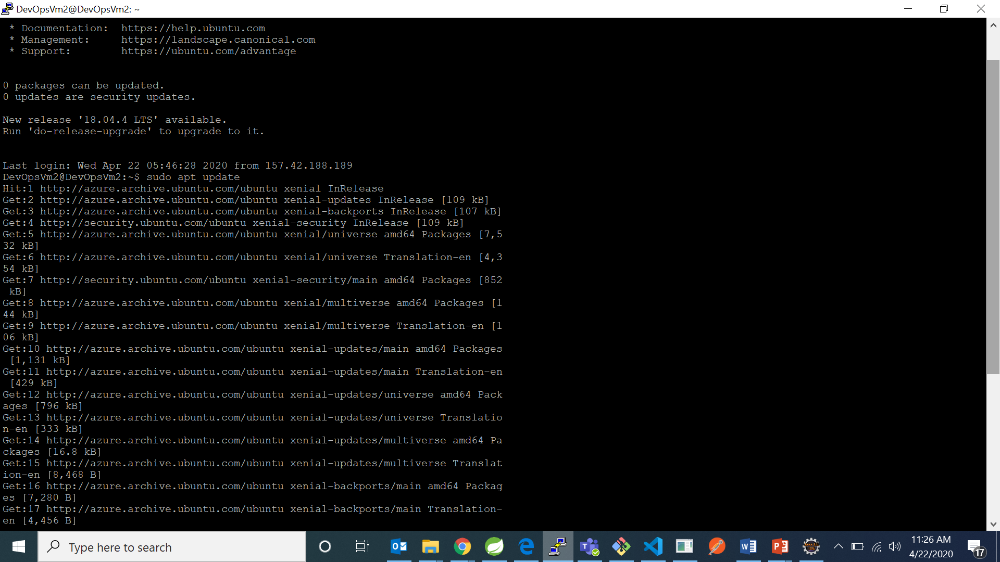 DevOpsVm2@DevOpsVm2: ~
* Documentation:  https://help.ubuntu.com
* Management:     https://landscape.canonical.com
* Support:        https://ubuntu.com/advantage
0 packages can be updated.
0 updates are security updates.
New release '18.04.4 LTS' available.
Run 'do-release-upgrade' to upgrade to it.
Last login: Wed Apr 22 05:46:28 2020 from 157.42.188.189
DevOpsVm2@DevOpsVm2:~$ sudo apt update
Hit:1 http://azure.archive.ubuntu.com/ubuntu xenial InRelease
Get:2 http://azure.archive.ubuntu.com/ubuntu xenial-updates InRelease [109 kB]
Get:3 http://azure.archive.ubuntu.com/ubuntu xenial-backports InRelease [107 kB]
Get:4 http://security.ubuntu.com/ubuntu xenial-security InRelease [109 kB]
Get:5 http://azure.archive.ubuntu.com/ubuntu xenial/universe amd64 Packages [7,5
32 kB]
Get:6 http://azure.archive.ubuntu.com/ubuntu xenial/universe Translation-en [4,3
54 kB]
Get:7 http://security.ubuntu.com/ubuntu xenial-security/main amd64 Packages [852
 kB]
Get:8 http://azure.archive.ubuntu.com/ubuntu xenial/multiverse amd64 Packages [1
44 kB]
Get:9 http://azure.archive.ubuntu.com/ubuntu xenial/multiverse Translation-en [1
06 kB]
Get:10 http://azure.archive.ubuntu.com/ubuntu xenial-updates/main amd64 Packages
 [1,131 kB]
Get:11 http://azure.archive.ubuntu.com/ubuntu xenial-updates/main Translation-en
 [429 kB]
Get:12 http://azure.archive.ubuntu.com/ubuntu xenial-updates/universe amd64 Pack
ages [796 kB]
Get:13 http://azure.archive.ubuntu.com/ubuntu xenial-updates/universe Translatio
n-en [333 kB]
Get:14 http://azure.archive.ubuntu.com/ubuntu xenial-updates/multiverse amd64 Pa
ckages [16.8 kB]
Get:15 http://azure.archive.ubuntu.com/ubuntu xenial-updates/multiverse Translat
ion-en [8,468 B]
Get:16 http://azure.archive.ubuntu.com/ubuntu xenial-backports/main amd64 Packag
es [7,280 B]
Get:17 http://azure.archive.ubuntu.com/ubuntu xenial-backports/main Translation-
en [4,456 B]
Type here to search
11:26 AM
4/22/2020
17